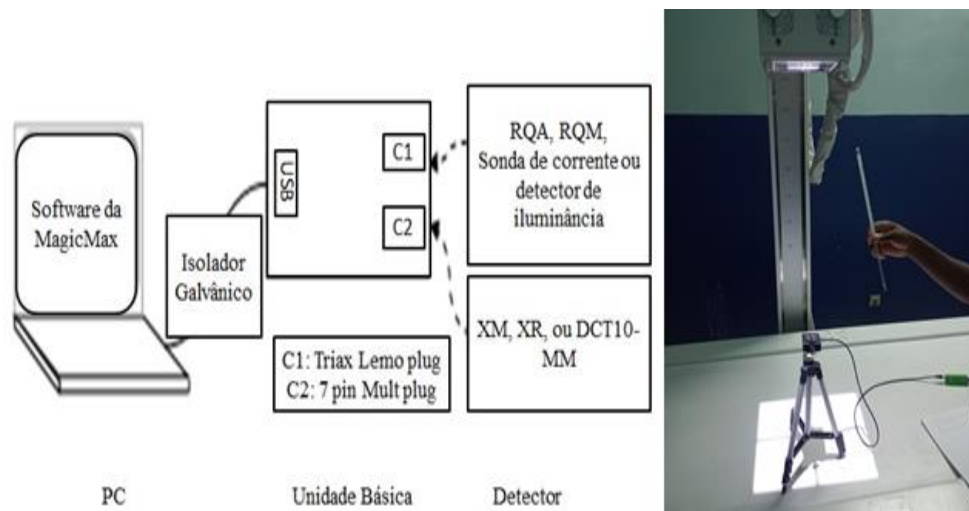 Software da
MagicMax
Isolador
Galvânico
USB
C1
C2
RQA, RQM,
Sonda de corrente ou
detector de
iluminância
XM, XR, ou DCT10-
MM
C1: Triax Lemo plug
C2: 7 pin Mult plug
PC
Unidade Básica
Detector